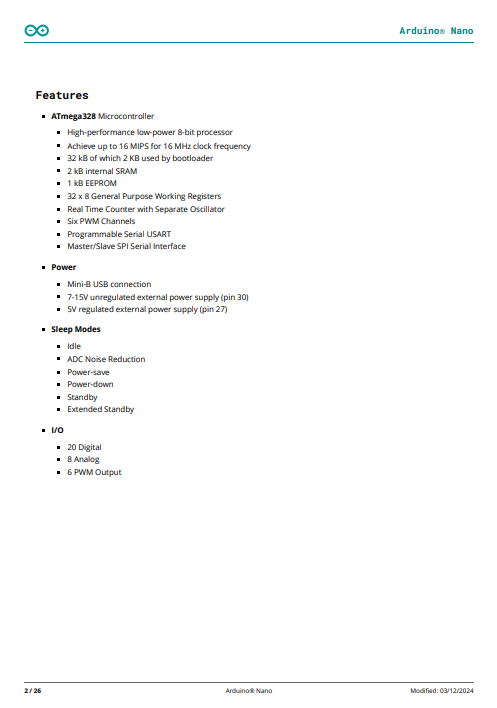 Arduino® Nano
Features
ATmega328 Microcontroller
High-performance low-power 8-bit processor
Achieve up to 16 MIPS for 16 MHz clock frequency
32 kB of which 2 KB used by bootloader
2 kB internal SRAM
1 kB EEPROM
32 x 8 General Purpose Working Registers
Real Time Counter with Separate Oscillator
Six PWM Channels
Programmable Serial USART
Master/Slave SPI Serial Interface
Power
Mini-B USB connection
7-15V unregulated external power supply (pin 30)
5V regulated external power supply (pin 27)
Sleep Modes
Idle
ADC Noise Reduction
Power-save
Power-down
Standby
Extended Standby
I/O
20 Digital
8 Analog
6 PWM Output
2 / 26 Arduino® Nano Modified: 03/12/2024